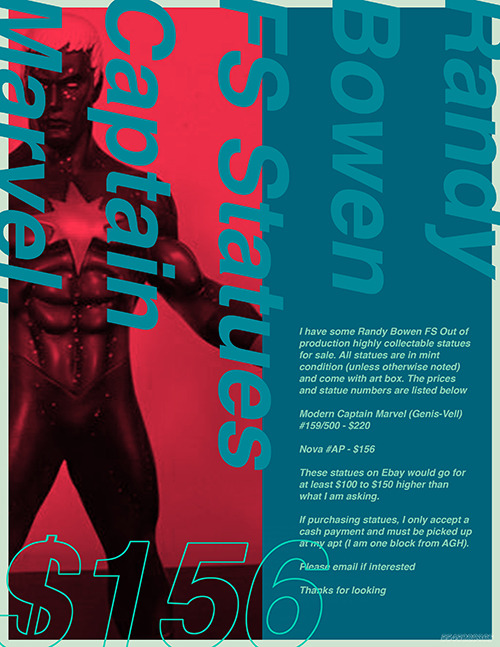 Randy
Bowen
FS Statues
Captain
Marvel
I have some Randy Bowen FS Out of
production highly collectable statues
for sale. All statues are in mint
condition (unless otherwise noted)
and come with art box. The prices
and statue numbers are listed below
Modern Captain Marvel (Genis-Vell)
#159/500 - $220
Nova #AP - $156
These statues on Ebay would go for
at least $100 to $150 higher than
what I am asking.
If purchasing statues, I only accept a
cash payment and must be picked up
at my apt (I am one block from AGH).
Please email if interested
Thanks for looking
$156